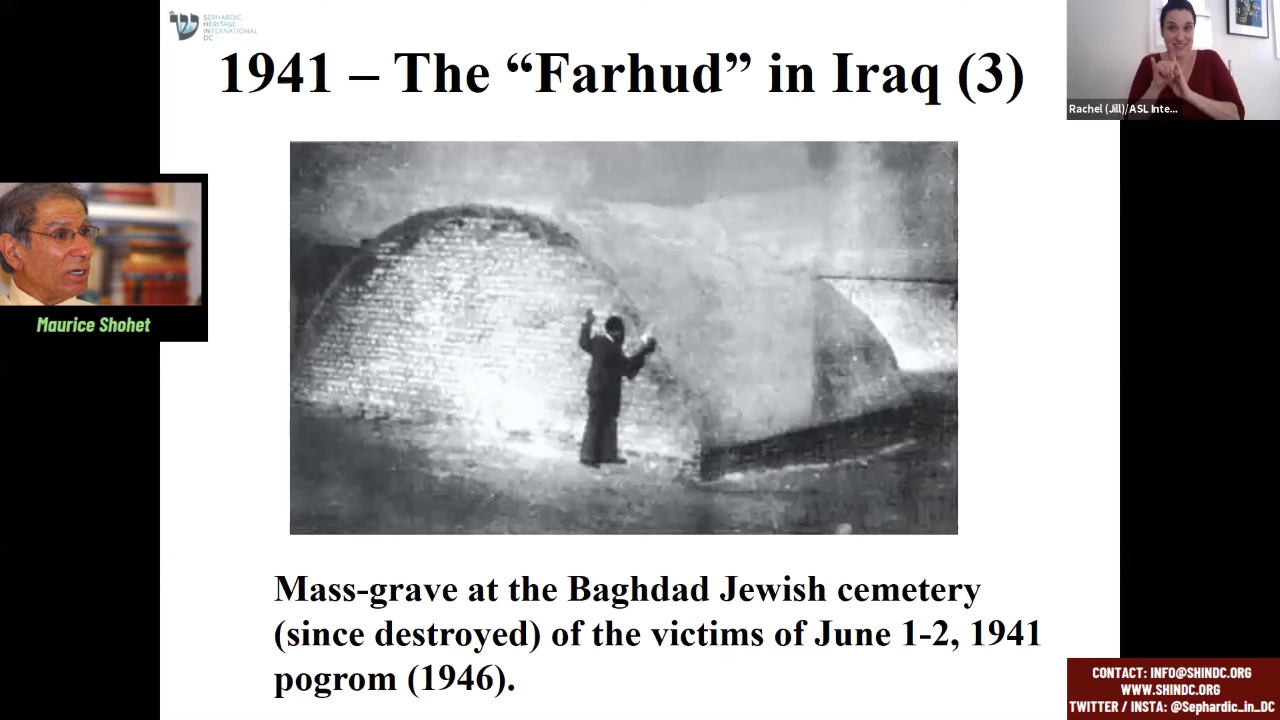 SEPHARDIC
HERITAGE
INTERNATIONAL
DC
1941 – The “Farhud” in Iraq (3)
Rachel (Jill)/ASL Inte...
Maurice Shohet
Mass-grave at the Baghdad Jewish cemetery
(since destroyed) of the victims of June 1-2, 1941
pogrom (1946).
CONTACT: INFO@SHINDC.ORG
WWW.SHINDC.ORG
TWITTER / INSTA: @Sephardic_in_DC